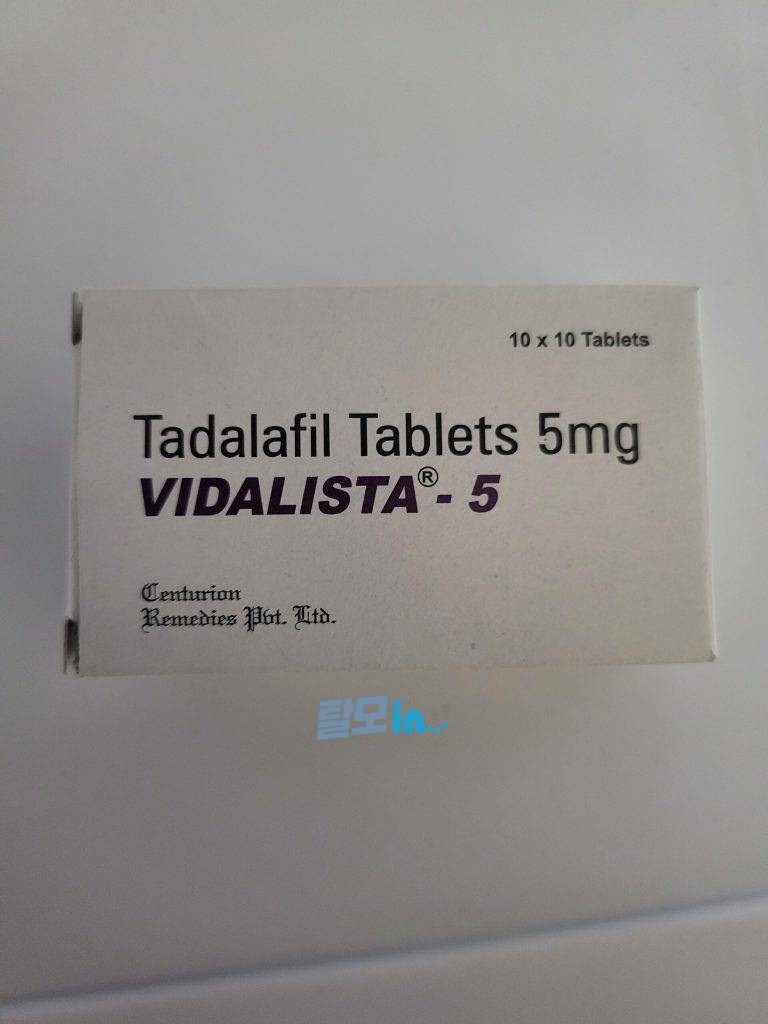 10 x 10 Tablets
Tadalafil Tablets 5mg
VIDALISTA® - 5
Centurion
Remedies Pvt. Ltd.
탈모in